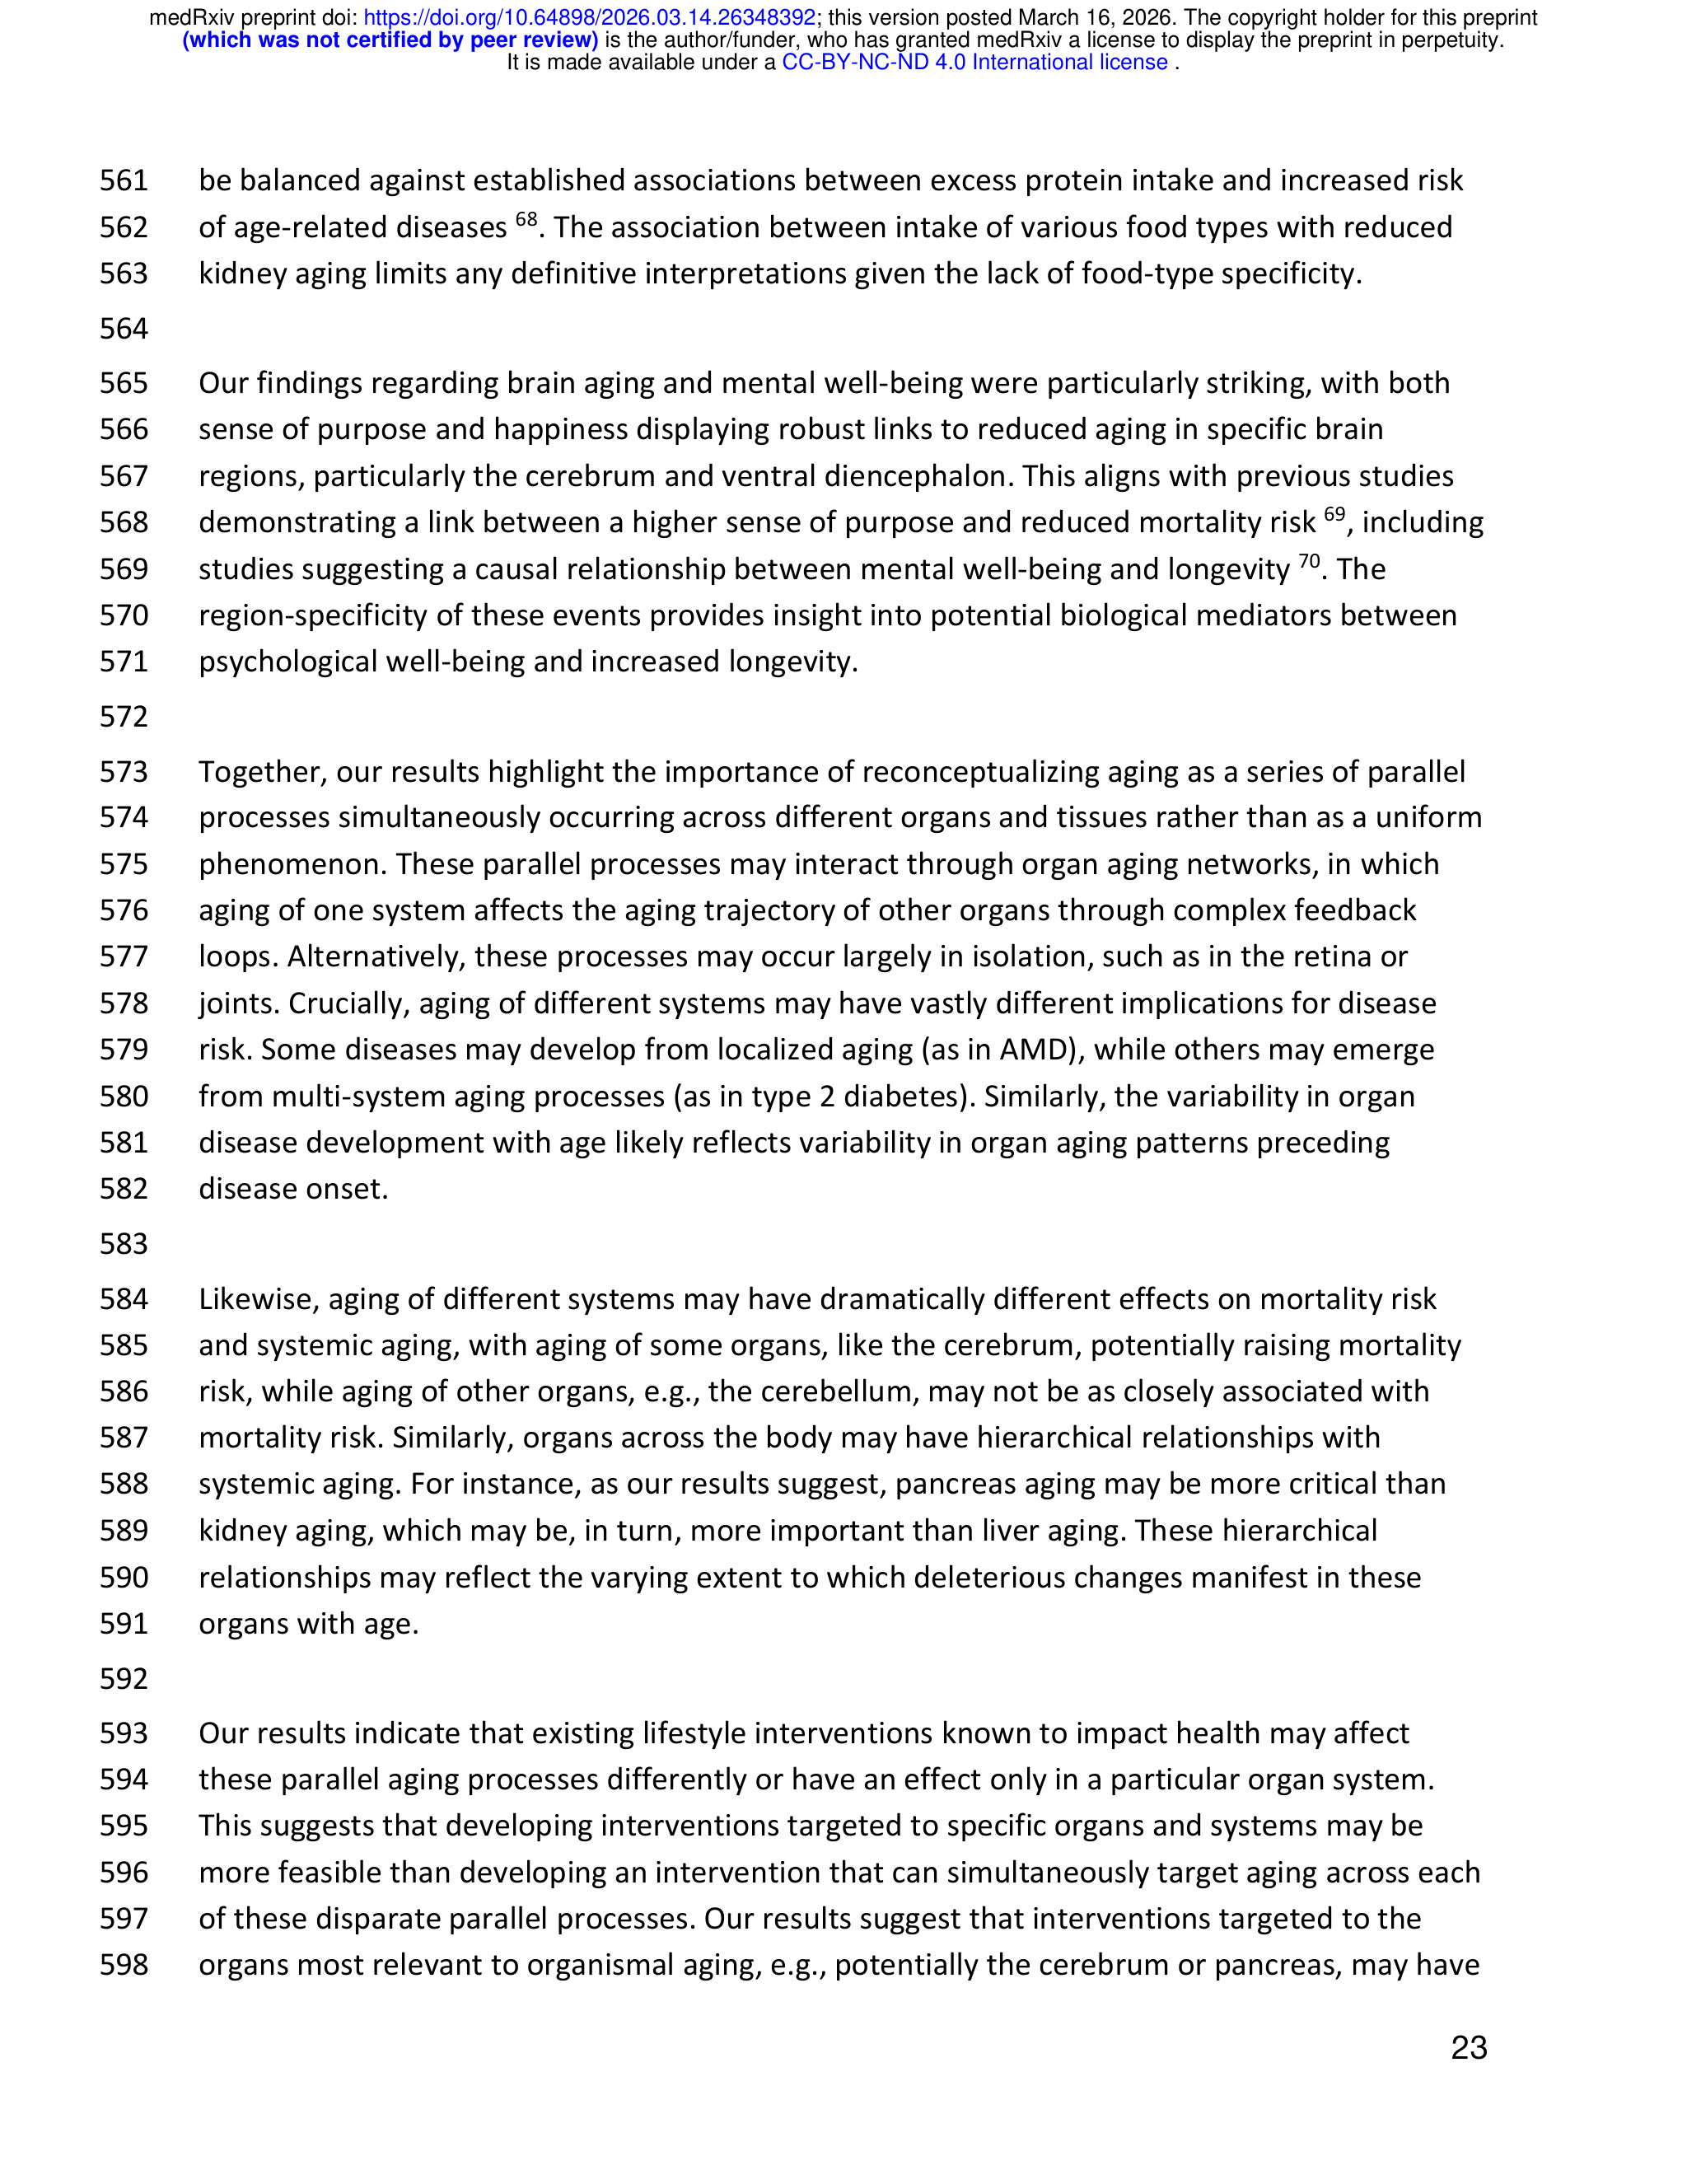 medRxiv preprint doi: https://doi.org/10.64898/2026.03.14.26348392; this version posted March 16, 2026. The copyright holder for this preprint
(which was not certified by peer review) is the author/funder, who has granted medRxiv a license to display the preprint in perpetuity.
It is made available under a CC-BY-NC-ND 4.0 International license .
561 be balanced against established associations between excess protein intake and increased risk
562 of age-related diseases 68. The association between intake of various food types with reduced
563 kidney aging limits any definitive interpretations given the lack of food-type specificity.
564
565 Our findings regarding brain aging and mental well-being were particularly striking, with both
566 sense of purpose and happiness displaying robust links to reduced aging in specific brain
567 regions, particularly the cerebrum and ventral diencephalon. This aligns with previous studies
568 demonstrating a link between a higher sense of purpose and reduced mortality risk 69, including
569 studies suggesting a causal relationship between mental well-being and longevity 70. The
570 region-specificity of these events provides insight into potential biological mediators between
571 psychological well-being and increased longevity.
572
573 Together, our results highlight the importance of reconceptualizing aging as a series of parallel
574 processes simultaneously occurring across different organs and tissues rather than as a uniform
575 phenomenon. These parallel processes may interact through organ aging networks, in which
576 aging of one system affects the aging trajectory of other organs through complex feedback
577 loops. Alternatively, these processes may occur largely in isolation, such as in the retina or
578 joints. Crucially, aging of different systems may have vastly different implications for disease
579 risk. Some diseases may develop from localized aging (as in AMD), while others may emerge
580 from multi-system aging processes (as in type 2 diabetes). Similarly, the variability in organ
581 disease development with age likely reflects variability in organ aging patterns preceding
582 disease onset.
583
584 Likewise, aging of different systems may have dramatically different effects on mortality risk
585 and systemic aging, with aging of some organs, like the cerebrum, potentially raising mortality
586 risk, while aging of other organs, e.g., the cerebellum, may not be as closely associated with
587 mortality risk. Similarly, organs across the body may have hierarchical relationships with
588 systemic aging. For instance, as our results suggest, pancreas aging may be more critical than
589 kidney aging, which may be, in turn, more important than liver aging. These hierarchical
590 relationships may reflect the varying extent to which deleterious changes manifest in these
591 organs with age.
592
593 Our results indicate that existing lifestyle interventions known to impact health may affect
594 these parallel aging processes differently or have an effect only in a particular organ system.
595 This suggests that developing interventions targeted to specific organs and systems may be
596 more feasible than developing an intervention that can simultaneously target aging across each
597 of these disparate parallel processes. Our results suggest that interventions targeted to the
598 organs most relevant to organismal aging, e.g., potentially the cerebrum or pancreas, may have
23